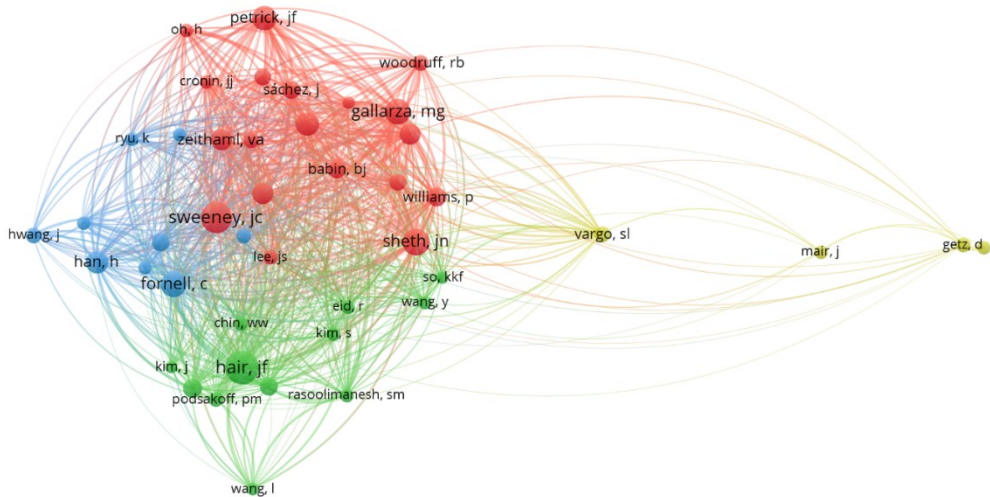 petrick, jf
oh, h
woodruff, rb
cronin, jj
sáchez, j
gallarza, mg
ryu, k
zeithaml, va
babin, bj
williams, p
sweeney, jc
hwang, j
vargo, sl
sheth, jn
getz, d
mair, j
han, h
lee, js
fornell, c
so, kkf
wang, y
eid, r
chin, ww
kim, s
kim, j
hair, jf
rasoolimanesh, sm
podsakoff, pm
wang, l